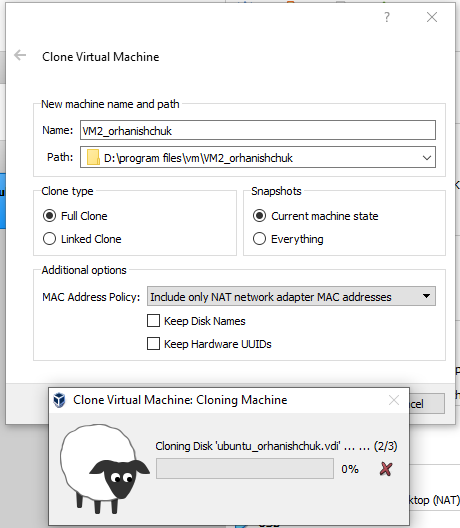 ?
Clone Virtual Machine
New machine name and path
Name: VM2_orhanishchuk
Path: D:\program files\vm\VM2_orhanishchuk
Clone type
Full Clone
Linked Clone
Snapshots
Current machine state
Everything
Additional options
MAC Address Policy: Include only NAT network adapter MAC addresses
Keep Disk Names
Keep Hardware UUIDs
Clone Virtual Machine: Cloning Machine
Cloning Disk 'ubuntu_orhanishchuk.vdi' ... ... (2/3)
0%
ktop (NAT)